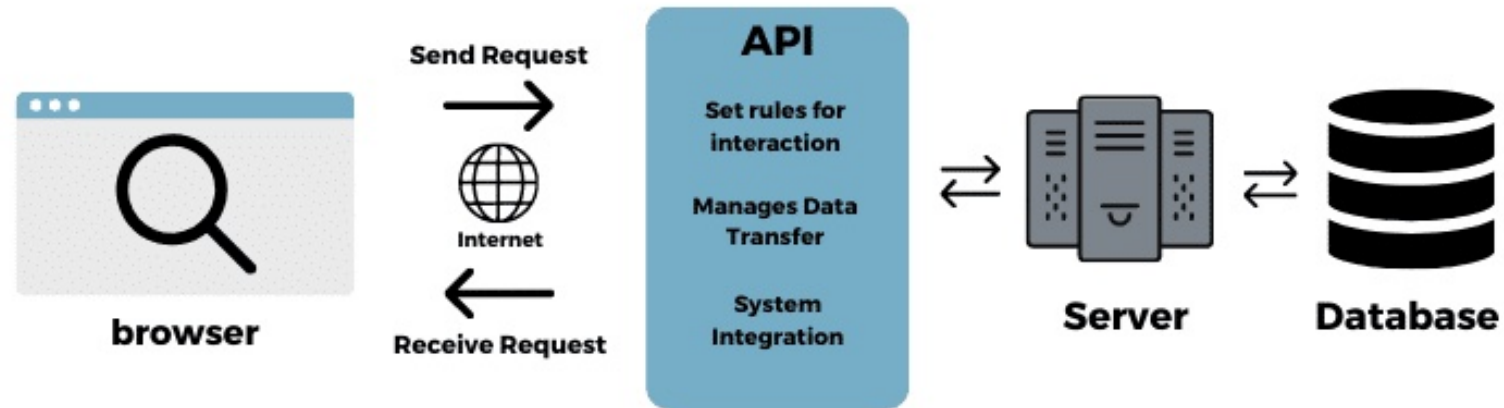 Send Request
Internet
Receive Request
browser
API
Set rules for
interaction
Manages Data
Transfer
System
Integration
Server
Database